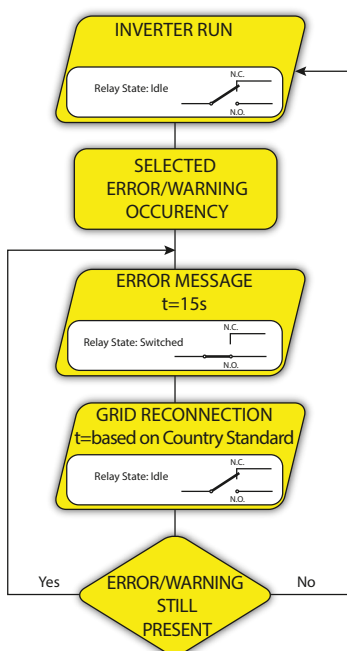 INVERTER RUN
N.C.
Relay State: Idle
N.O.
SELECTED
ERROR/WARNING
OCCURENCY
ERROR MESSAGE
t=15s
N.C.
Relay State: Switched
N.O.
GRID RECONNECTION
t=based on Country Standard
N.C.
Relay State: Idle
N.O.
Yes
No
ERROR/WARNING
STILL
PRESENT